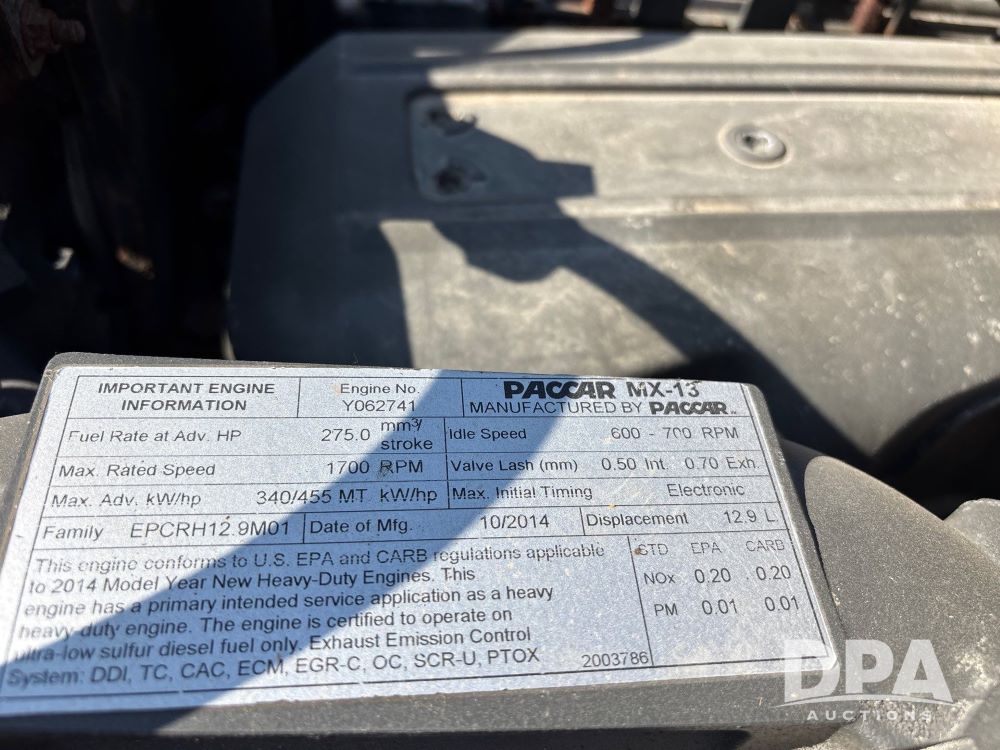 IMPORTANT ENGINE
INFORMATION
Engine No.
Y062741
PACCAR MX-13
MANUFACTURED BY PACCAR
Fuel Rate at Adv. HP 275.0 mm³/
stroke
Idle Speed 600 - 700 RPM
Max. Rated Speed 1700 RPM
Valve Lash (mm) 0.50 Int. 0.70 Exh.
Max. Adv. kW/hp 340/455 MT kW/hp
Max. Initial Timing Electronic
Family EPCRH12.9M01
Date of Mfg. 10/2014
Displacement 12.9 L
This engine conforms to U.S. EPA and CARB regulations applicable
to 2014 Model Year New Heavy-Duty Engines. This
engine has a primary intended service application as a heavy
heavy-duty engine. The engine is certified to operate on
ultra-low sulfur diesel fuel only. Exhaust Emission Control
System: DDI, TC, CAC, ECM, EGR-C, OC, SCR-U, PTOX
2003786
STD. EPA CARB
NOx 0.20 0.20
PM 0.01 0.01
DPA
AUCTIONS